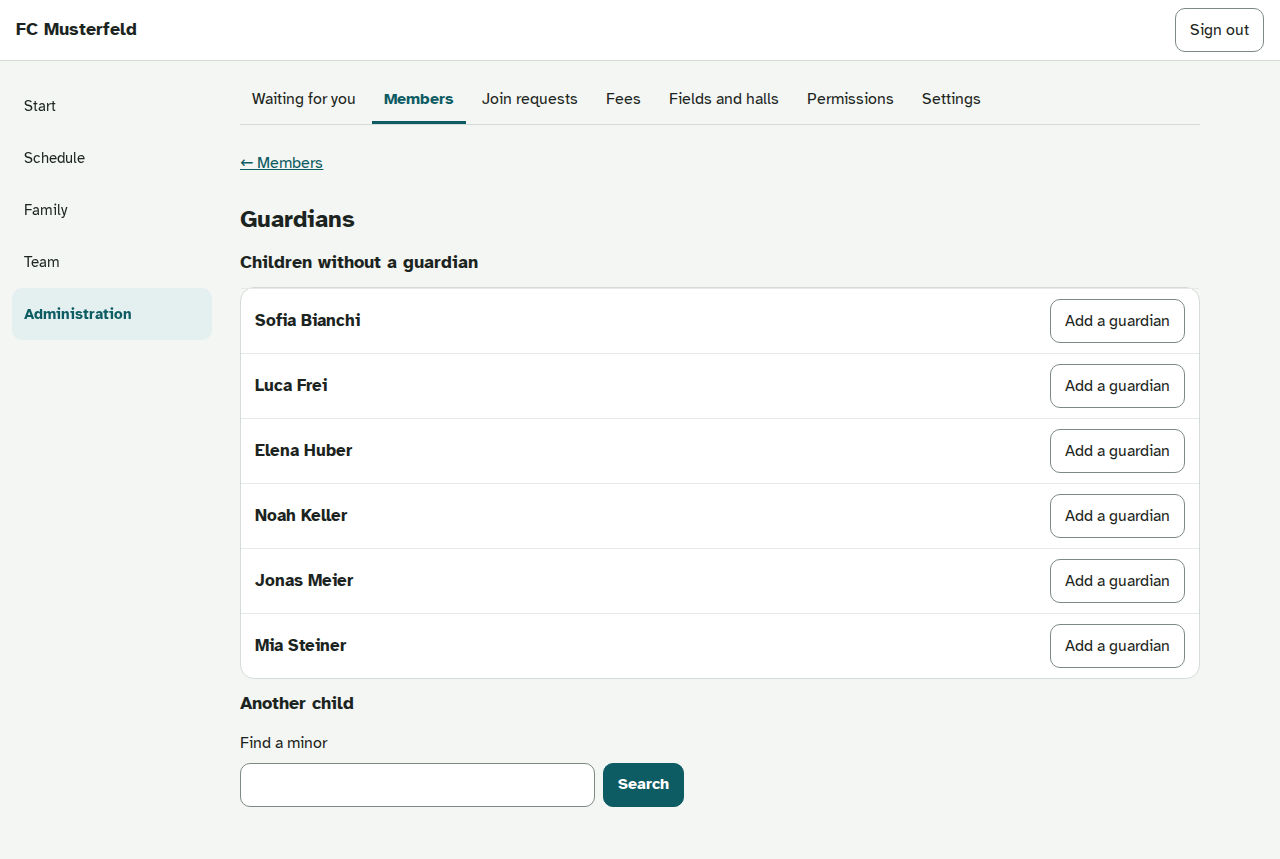 FC Musterfeld
Sign out
Start
Schedule
Family
Team
Administration
Waiting for you
Members
Join requests
Fees
Fields and halls
Permissions
Settings
← Members
Guardians
Children without a guardian
Sofia Bianchi
Add a guardian
Luca Frei
Add a guardian
Elena Huber
Add a guardian
Noah Keller
Add a guardian
Jonas Meier
Add a guardian
Mia Steiner
Add a guardian
Another child
Find a minor
Search